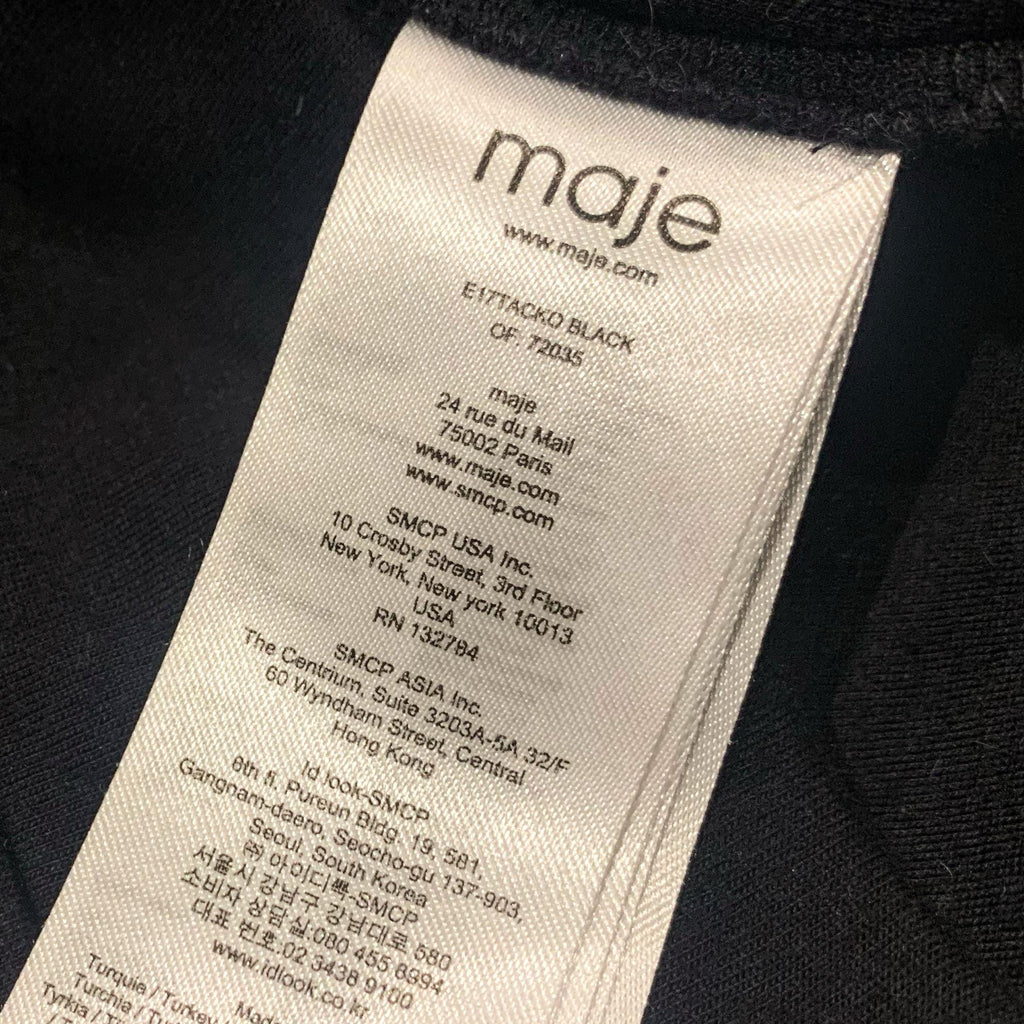 maje
www.maje.com
E17TACKO BLACK
OF 72035
maje
24 rue du Mail
75002 Paris
www.maje.com
www.smcp.com
SMCP USA Inc.
10 Crosby Street, 3rd Floor
New York, New york 10013
USA
RN 132784
SMCP ASIA Inc.
The Centrium, Suite 3203A-5A 32/F
60 Wyndham Street, Central
Hong Kong
Id look-SMCP
8th fl, Pureun Bldg, 19, 581,
Gangnam-daero, Seocho-gu 137-903,
Seoul, South Korea
㈜ 아이디룩-SMCP
서울시 강남구 강남대로 580
소비자 상담 실:080 455 8994
대표 번호:02 3438 9100
www.idlook.co.kr
Turquie / Turkey
Turchia /
Tyrkia /